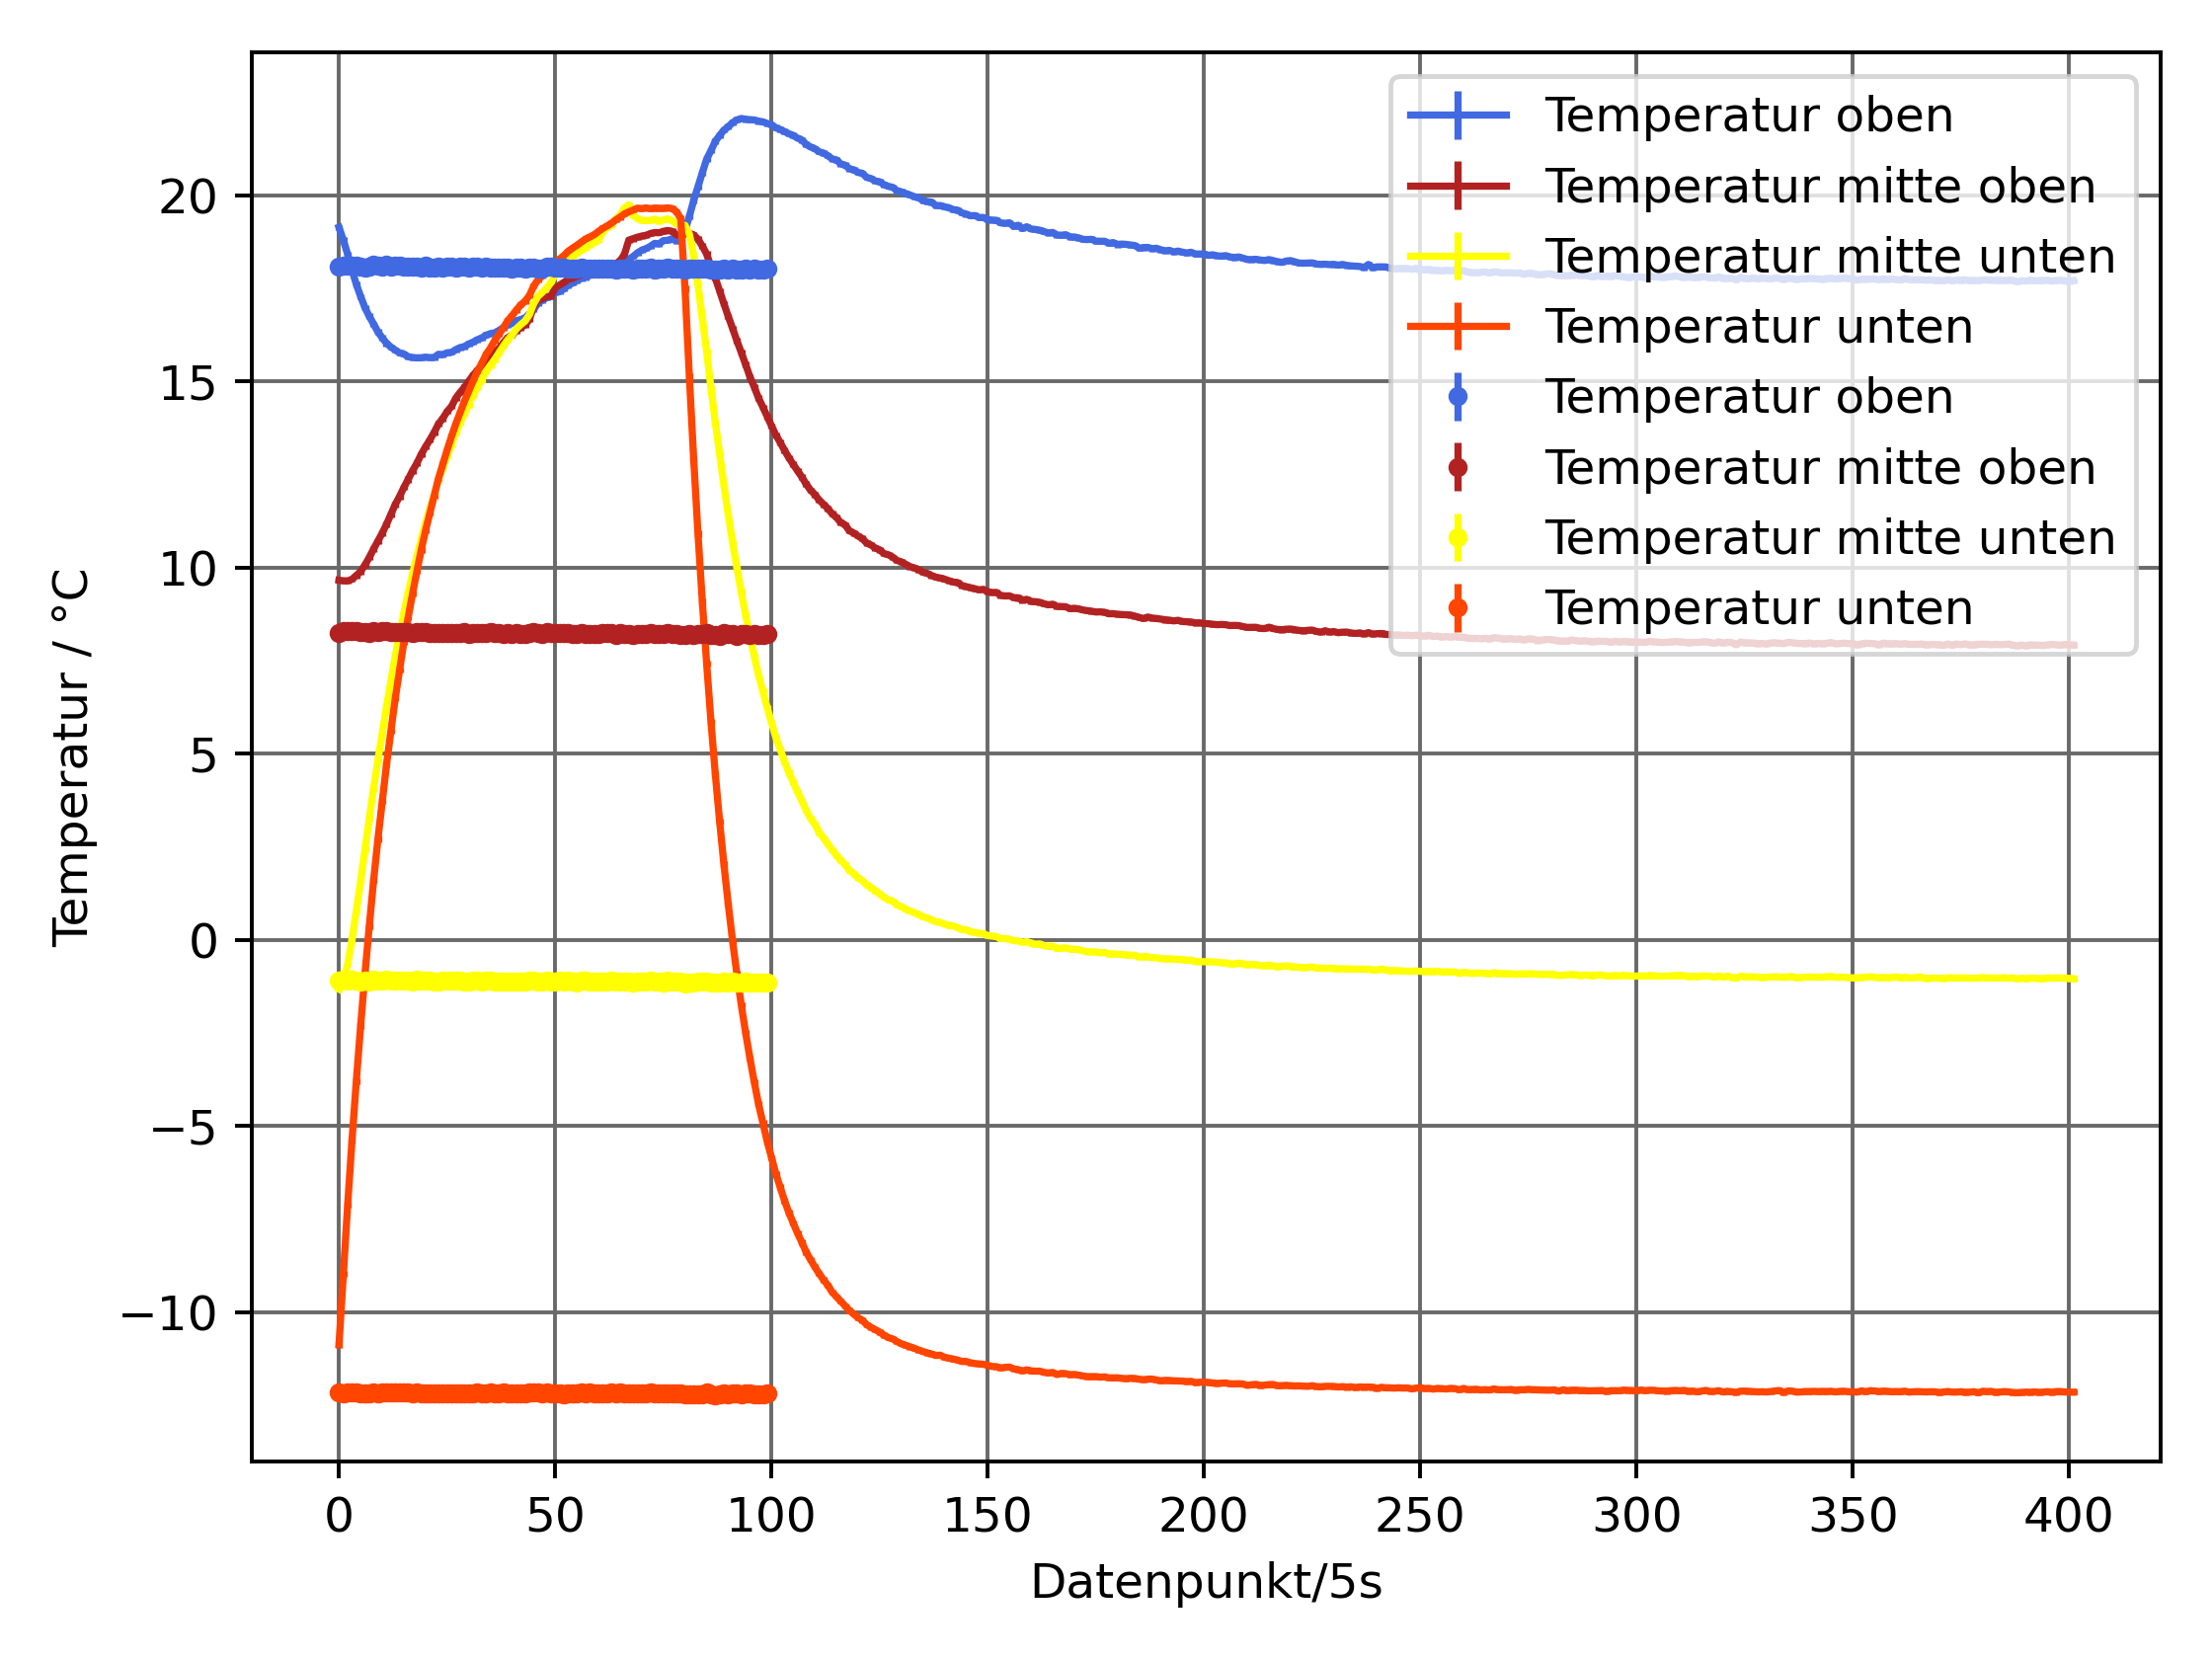 Temperatur oben
Temperatur mitte oben
Temperatur mitte unten
Temperatur unten
Temperatur oben
Temperatur mitte oben
Temperatur mitte unten
Temperatur unten
Temperatur / °C
20
15
10
5
0
−5
−10
0 50 100 150 200 250 300 350 400
Datenpunkt/5s